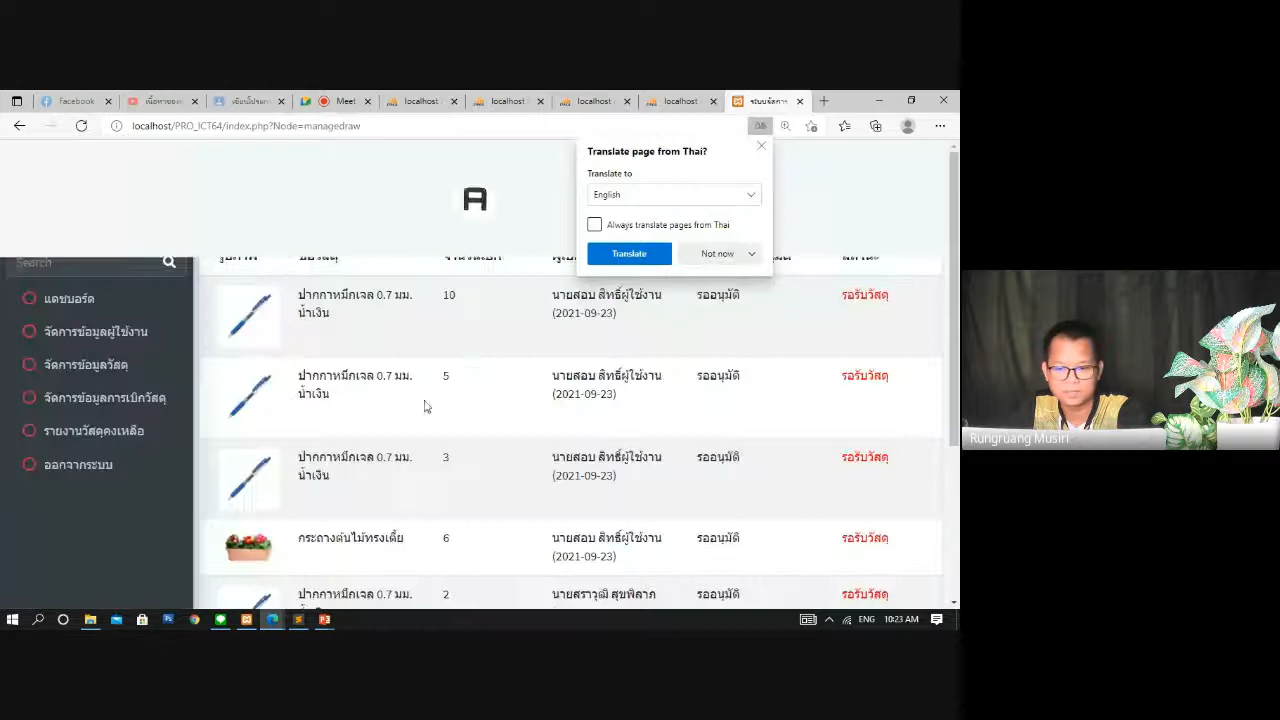 Facebook
Meet
localhost
localhost
localhost
localhost
localhost/PRO_ICT64/index.php?Node=managedraw
Translate page from Thai?
Translate to
English
Always translate pages from Thai
Translate
Not now
A
Search
แดชบอร์ด
จัดการข้อมูลผู้ใช้งาน
จัดการข้อมูลวัสดุ
จัดการข้อมูลการเบิกวัสดุ
รายงานวัสดุคงเหลือ
ออกจากระบบ
ปากกาหมึกเจล 0.7 มม. 10 นายสอบ สิทธิ์ผู้ใช้งาน รออนุมัติ รอรับวัสดุ
น้ำเงิน (2021-09-23)
ปากกาหมึกเจล 0.7 มม. 5 นายสอบ สิทธิ์ผู้ใช้งาน รออนุมัติ รอรับวัสดุ
น้ำเงิน (2021-09-23)
ปากกาหมึกเจล 0.7 มม. 3 นายสอบ สิทธิ์ผู้ใช้งาน รออนุมัติ รอรับวัสดุ
น้ำเงิน (2021-09-23)
กระถางต้นไม้ทรงเตี้ย 6 นายสอบ สิทธิ์ผู้ใช้งาน รออนุมัติ รอรับวัสดุ
(2021-09-23)
ปากกาหมึกเจล 0.7 มม. 2 นายสราวุฒิ สุขพิลาภ รออนุมัติ รอรับวัสดุ
ENG 10:23 AM
Rungruang Musiri